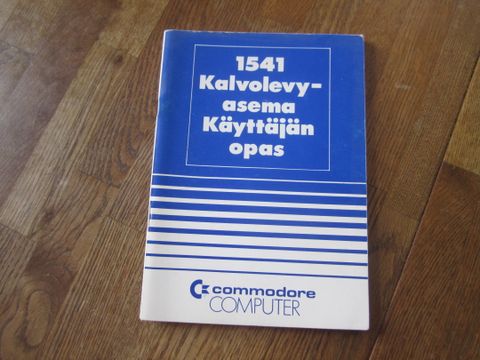 1541
Kalvolevy-
asema
Käyttäjän
opas
commodore
COMPUTER